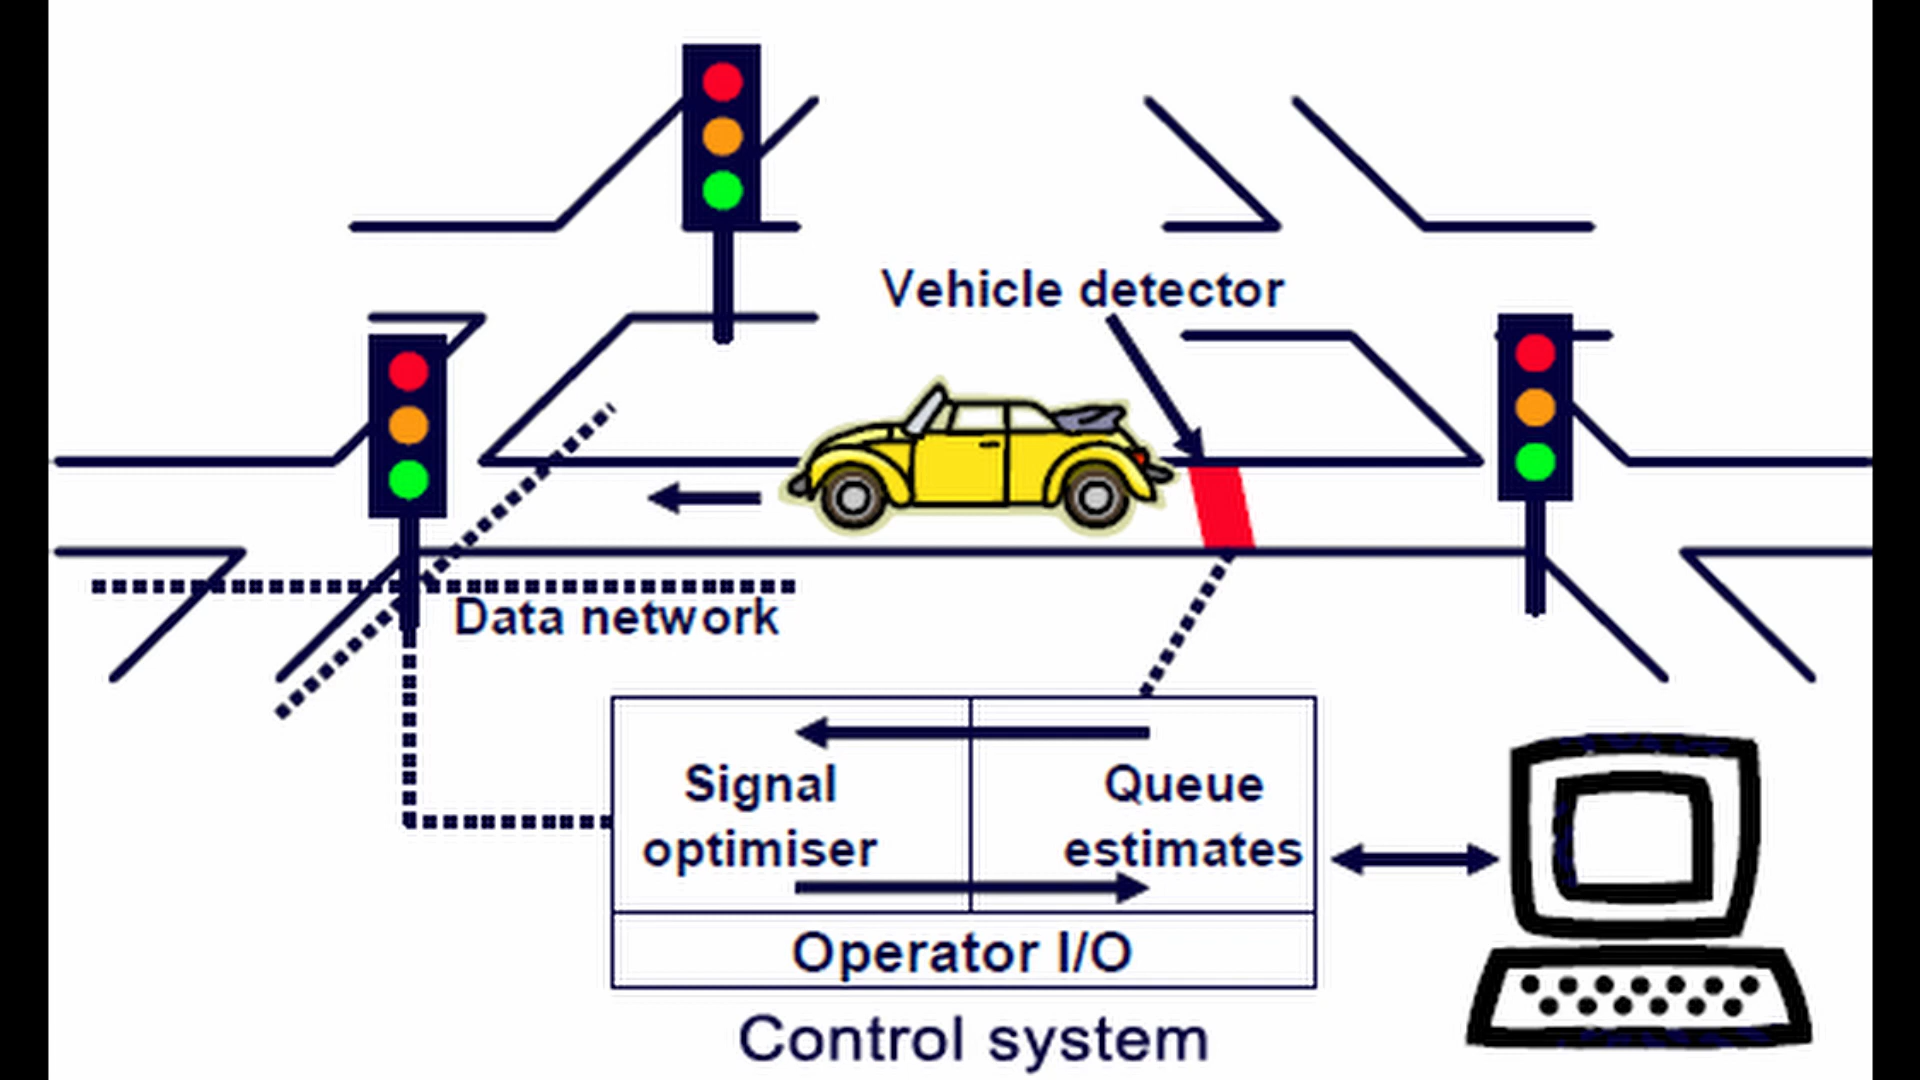 Vehicle detector
Data network
Signal
optimiser
Queue
estimates
Operator I/O
Control system